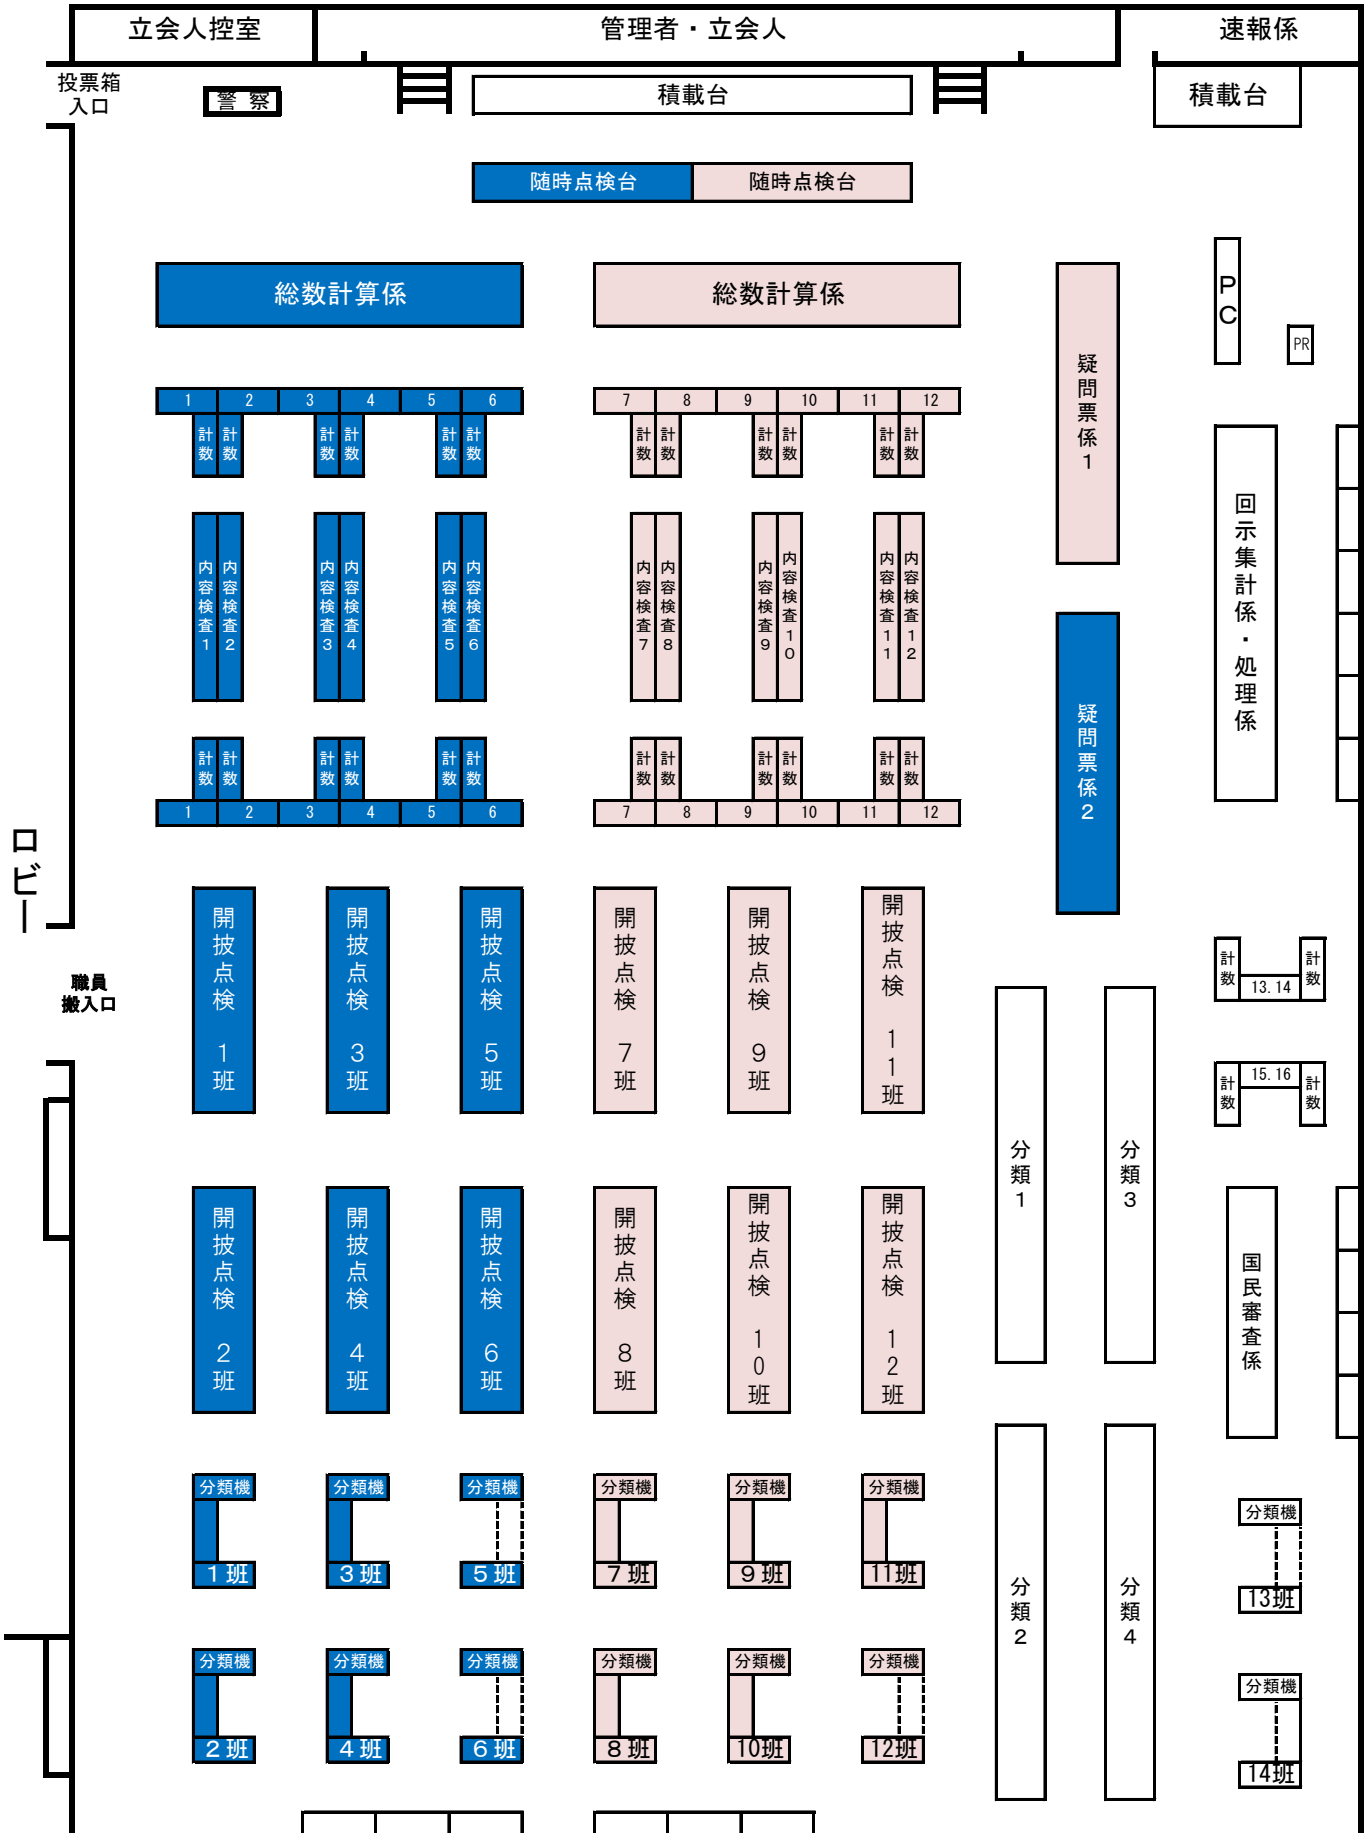 立会人控室
管理者・立会人
速報係
投票箱
入口
警 察
積載台
積載台
随時点検台
随時点検台
総数計算係
総数計算係
疑問票係1
PC
PR
1 2 3 4 5 6
7 8 9 10 11 12
計数 計数 計数 計数 計数 計数
計数 計数 計数 計数 計数 計数
回示集計係・処理係
内容検査1
内容検査2
内容検査3
内容検査4
内容検査5
内容検査6
内容検査7
内容検査8
内容検査9
内容検査10
内容検査11
内容検査12
疑問票係2
計数 計数 計数 計数 計数 計数
計数 計数 計数 計数 計数 計数
1 2 3 4 5 6
7 8 9 10 11 12
ロビー
職員
搬入口
開披点検 1班
開披点検 3班
開披点検 5班
開披点検 7班
開披点検 9班
開披点検 11班
計数 13.14 計数
計数 15.16 計数
分類1
分類3
開披点検 2班
開披点検 4班
開披点検 6班
開披点検 8班
開披点検 10班
開披点検 12班
国民審査係
分類機 分類機 分類機 分類機 分類機 分類機
1班 3班 5班 7班 9班 11班
分類機
13班
分類2
分類4
分類機 分類機 分類機 分類機 分類機 分類機
2班 4班 6班 8班 10班 12班
分類機
14班